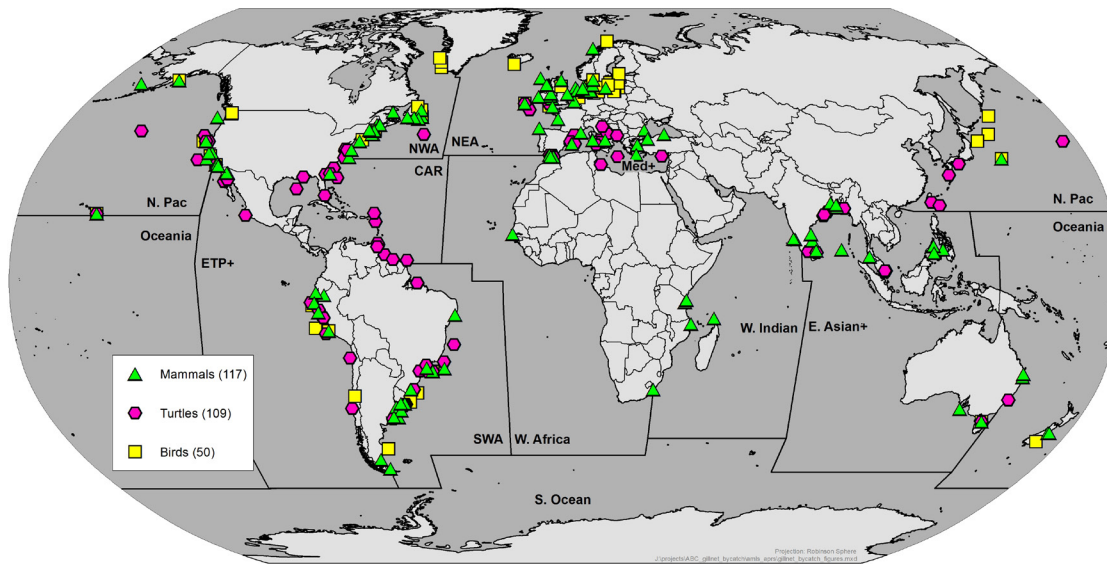 NWA
NEA
CAR
Med+
N. Pac
N. Pac
Oceania
Oceania
ETP+
W. Indian
E. Asian+
Mammals (117)
Turtles (109)
Birds (50)
SWA
W. Africa
S. Ocean
Projection: Robinson Sphere